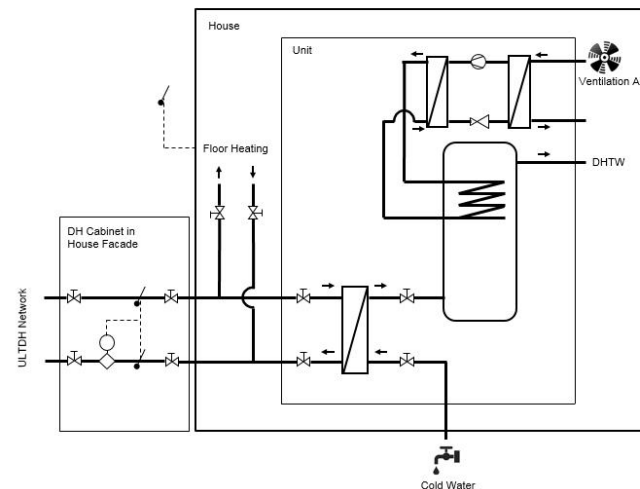 House
Unit
Ventilation A
Floor Heating
DHTW
DH Cabinet in
House Facade
ULTDH Network
Cold Water